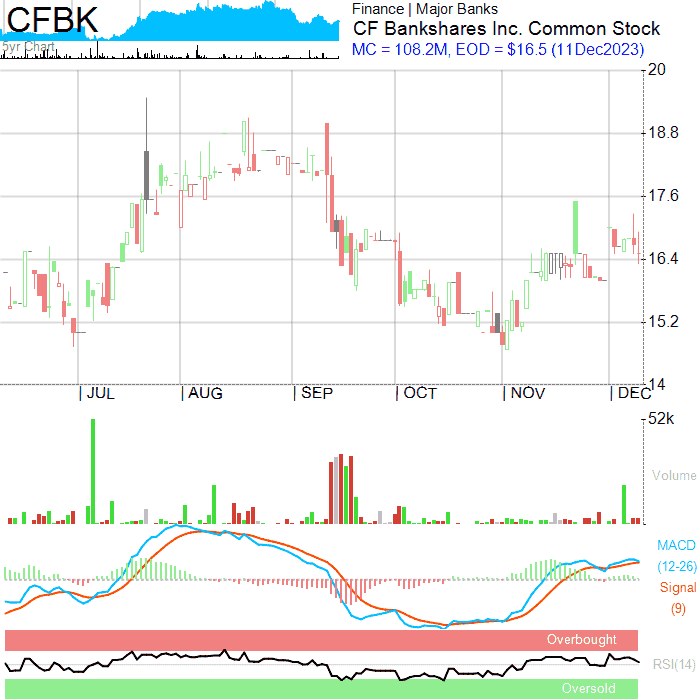 CFBK
5yr Chart
Finance | Major Banks
CF Bankshares Inc. Common Stock
MC = 108.2M, EOD = $16.5 (11Dec2023)
20
18.8
17.6
16.4
15.2
14
JUL AUG SEP OCT NOV DEC
52k
Volume
MACD
(12-26)
Signal
(9)
Overbought
RSI(14)
Oversold